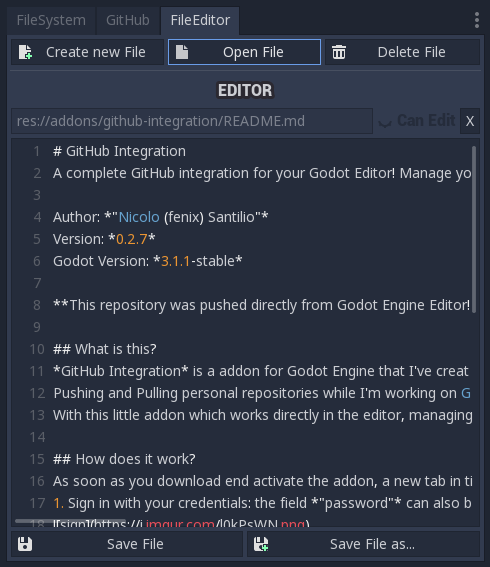 FileSystem GitHub FileEditor
Create new File Open File Delete File
EDITOR
res://addons/github-integration/README.md Can Edit X
1 # GitHub Integration
2 A complete GitHub integration for your Godot Editor! Manage yo
3
4 Author: *"Nicolo (fenix) Santilio"*
5 Version: *0.2.7*
6 Godot Version: *3.1.1-stable*
7
8 **This repository was pushed directly from Godot Engine Editor!
9
10 ## What is this?
11 *GitHub Integration* is a addon for Godot Engine that I've creat
12 Pushing and Pulling personal repositories while I'm working on G
13 With this little addon which works directly in the editor, managing
14
15 ## How does it work?
16 As soon as you download end activate the addon, a new tab in ti
17 1. Sign in with your credentials: the field *"password"* can also b
18 ![sign](https://i.imgur.com/l0kPsWN.png)
Save File Save File as...